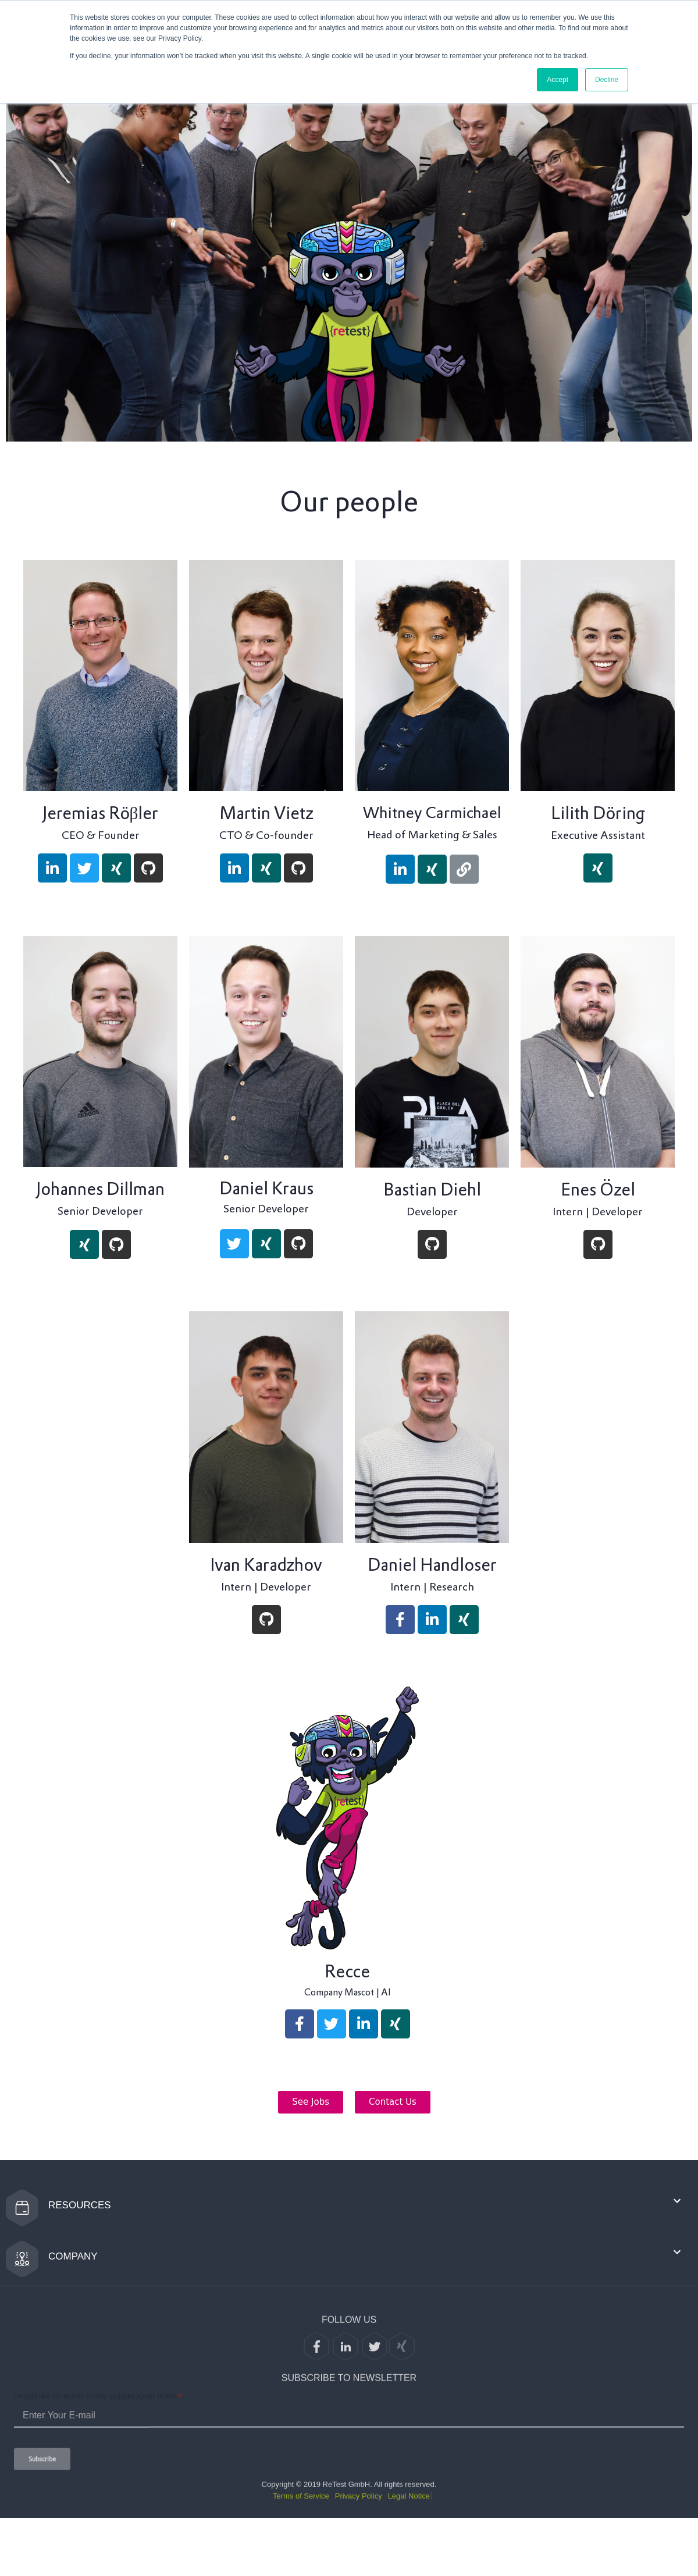 This website stores cookies on your computer. These cookies are used to collect information about how you interact with our website and allow us to remember you. We use this
information in order to improve and customize your browsing experience and for analytics and metrics about our visitors both on this website and other media. To find out more about
the cookies we use, see our Privacy Policy.
If you decline, your information won't be tracked when you visit this website. A single cookie will be used in your browser to remember your preference not to be tracked.
Accept
Decline
{retest}
Our people
Jeremias Rößler
CEO & Founder
Martin Vietz
CTO & Co-founder
Whitney Carmichael
Head of Marketing & Sales
Lilith Döring
Executive Assistant
Johannes Dillman
Senior Developer
Daniel Kraus
Senior Developer
Bastian Diehl
Developer
Enes Özel
Intern | Developer
Ivan Karadzhov
Intern | Developer
Daniel Handloser
Intern | Research
{retest}
Recce
Company Mascot | AI
See Jobs
Contact Us
RESOURCES
COMPANY
FOLLOW US
SUBSCRIBE TO NEWSLETTER
Enter Your E-mail
Subscribe
Copyright © 2019 ReTest GmbH. All rights reserved.
Terms of Service Privacy Policy Legal Notice